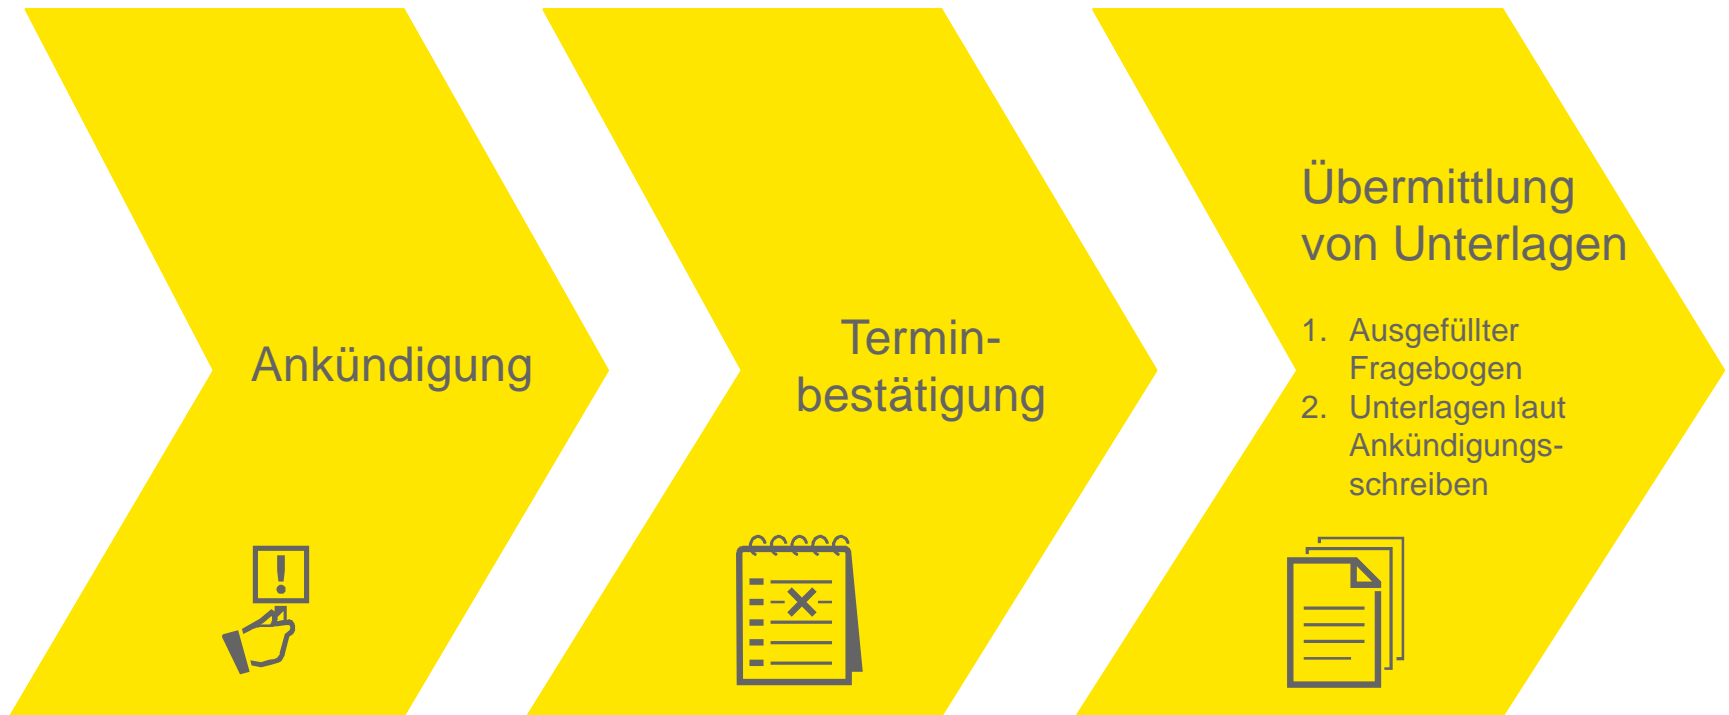 Ankündigung
Termin-
bestätigung
Übermittlung
von Unterlagen
1. Ausgefüllter
Fragebogen
2. Unterlagen laut
Ankündigungs-
schreiben
!